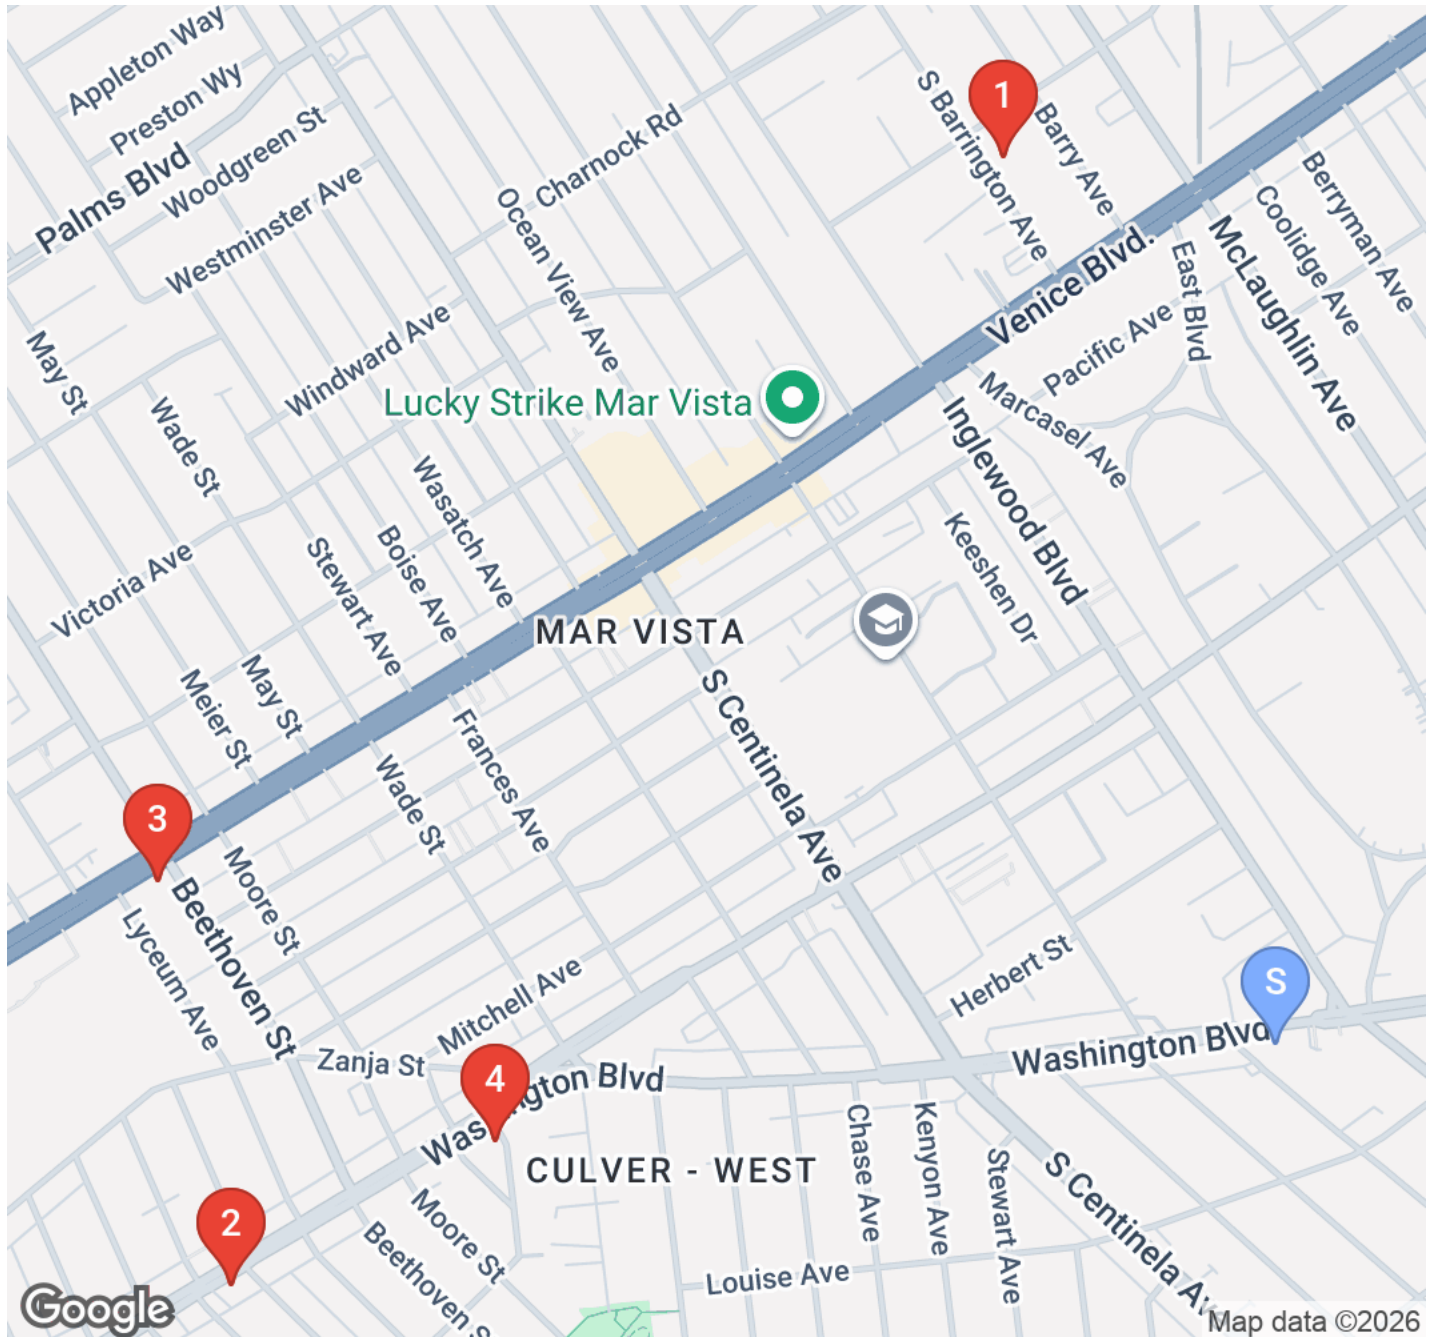 Appleton Way
Preston Wy
Woodgreen St
Palms Blvd
Westminster Ave
Charnock Rd
Ocean View Ave
S Barrington Ave
1
Barry Ave
Venice Blvd.
East Blvd
McLaughlin Ave
Coolidge Ave
Berryman Ave
Windward Ave
May St
Wade St
Lucky Strike Mar Vista
Pacific Ave
Marcasel Ave
Inglewood Blvd
Keeshen Dr
Wasatch Ave
Boise Ave
Stewart Ave
Victoria Ave
MAR VISTA
May St
Meier St
S Centinela Ave
Frances Ave
Wade St
3
Moore St
Beethoven St
Lyceum Ave
Mitchell Ave
Zanja St
Herbert St
S
Washington Blvd
4
Washington Blvd
CULVER - WEST
Chase Ave
Kenyon Ave
Stewart Ave
S Centinela Ave
2
Moore St
Beethoven S
Louise Ave
Google
Map data ©2026